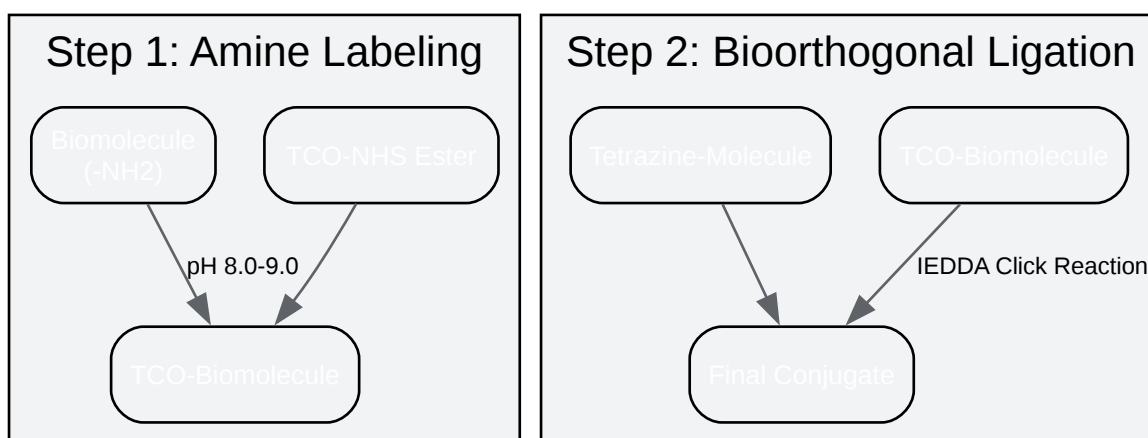 Step 1: Amine Labeling
Biomolecule
(-NH2)
TCO-NHS Ester
pH 8.0-9.0
TCO-Biomolecule
Step 2: Bioorthogonal Ligation
Tetrazine-Molecule
TCO-Biomolecule
IEDDA Click Reaction
Final Conjugate